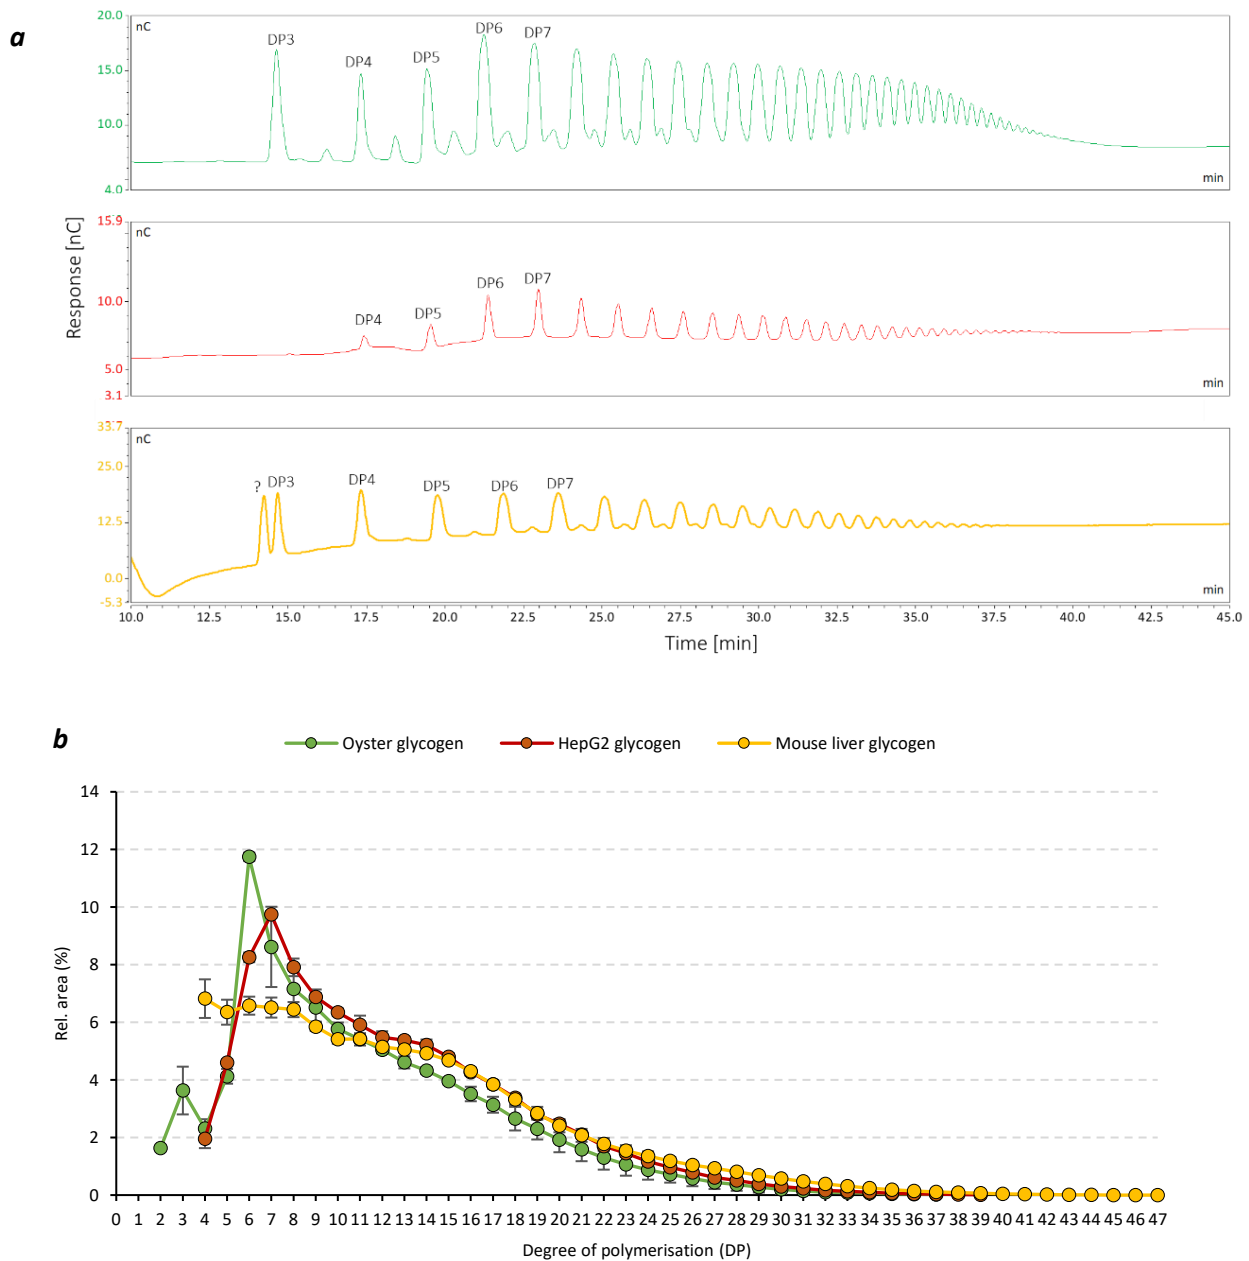 a
Response [nC]
20.0
15.0
10.0
4.0
nC
DP3
DP4
DP5
DP6
DP7
min
15.9
10.0
5.0
3.1
nC
DP4
DP5
DP6
DP7
min
33.7
25.0
12.5
0.0
-5.3
nC
?
DP3
DP4
DP5
DP6
DP7
min
10.0 12.5 15.0 17.5 20.0 22.5 25.0 27.5 30.0 32.5 35.0 37.5 40.0 42.5 45.0
Time [min]
b
Oyster glycogen HepG2 glycogen Mouse liver glycogen
Rel. area (%)
14
12
10
8
6
4
2
0
0 1 2 3 4 5 6 7 8 9 10 11 12 13 14 15 16 17 18 19 20 21 22 23 24 25 26 27 28 29 30 31 32 33 34 35 36 37 38 39 40 41 42 43 44 45 46 47
Degree of polymerisation (DP)